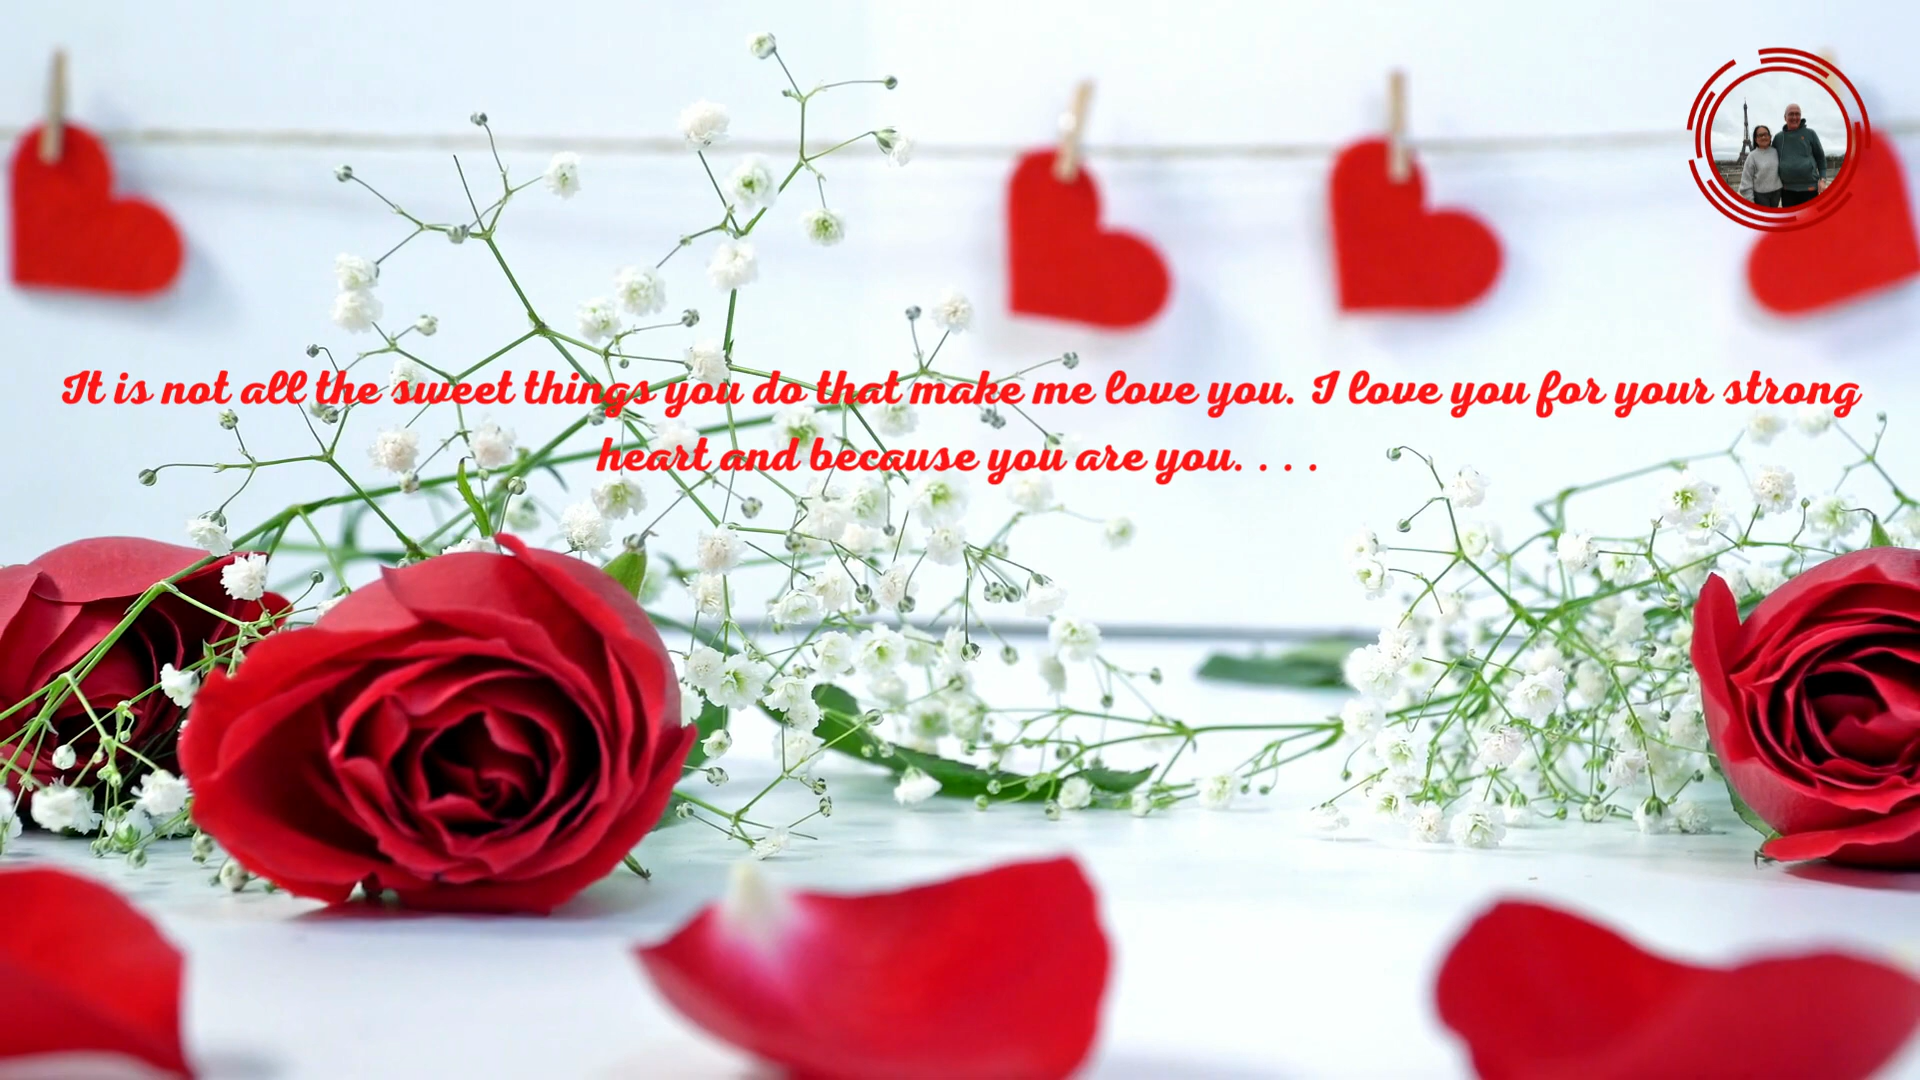 It is not all the sweet things you do that make me love you. I love you for your strong
heart and because you are you. . . .